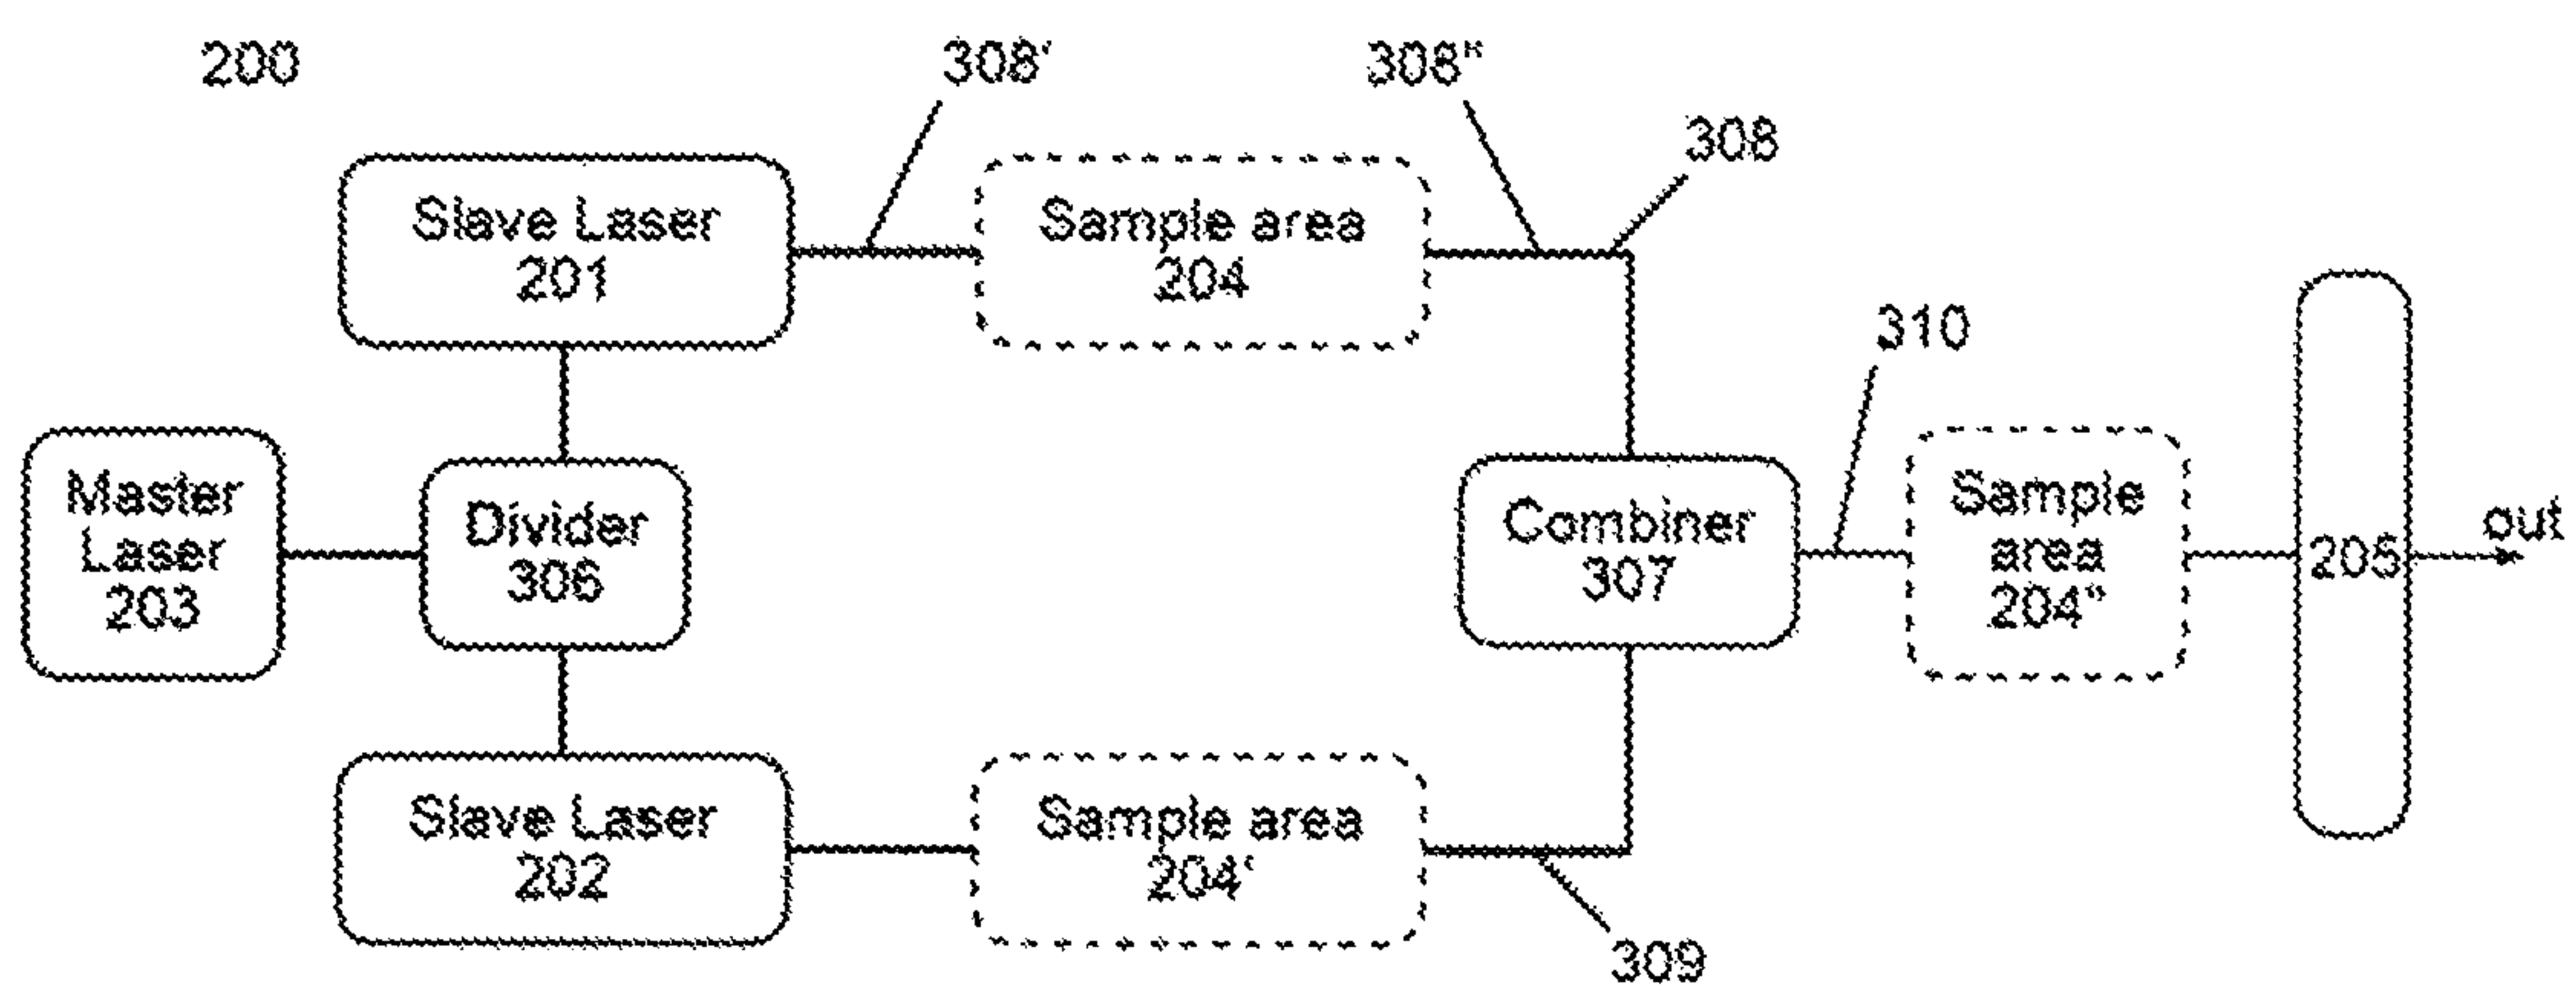 200
308'
308"
308
Slave Laser
201
Sample area
204
310
Master
Laser
203
Divider
306
Combiner
307
Sample
area
204"
205
out
Slave Laser
202
Sample area
204'
309